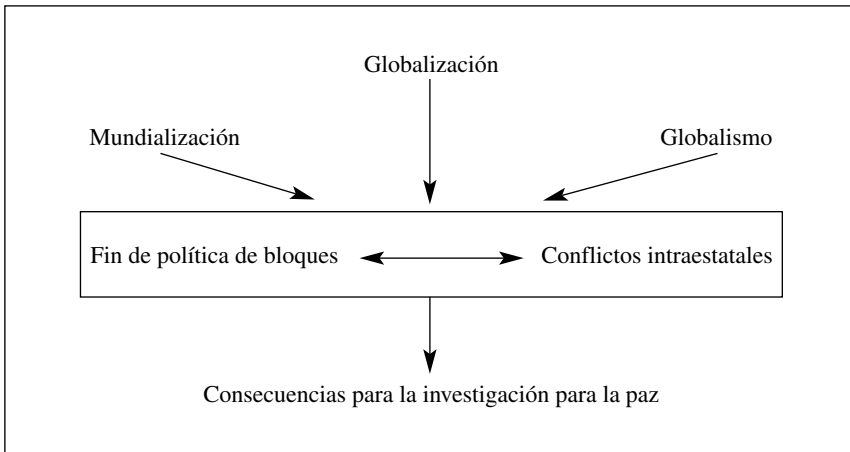 Globalización
Mundialización
Globalismo
Fin de política de bloques
Conflictos intraestatales
Consecuencias para la investigación para la paz